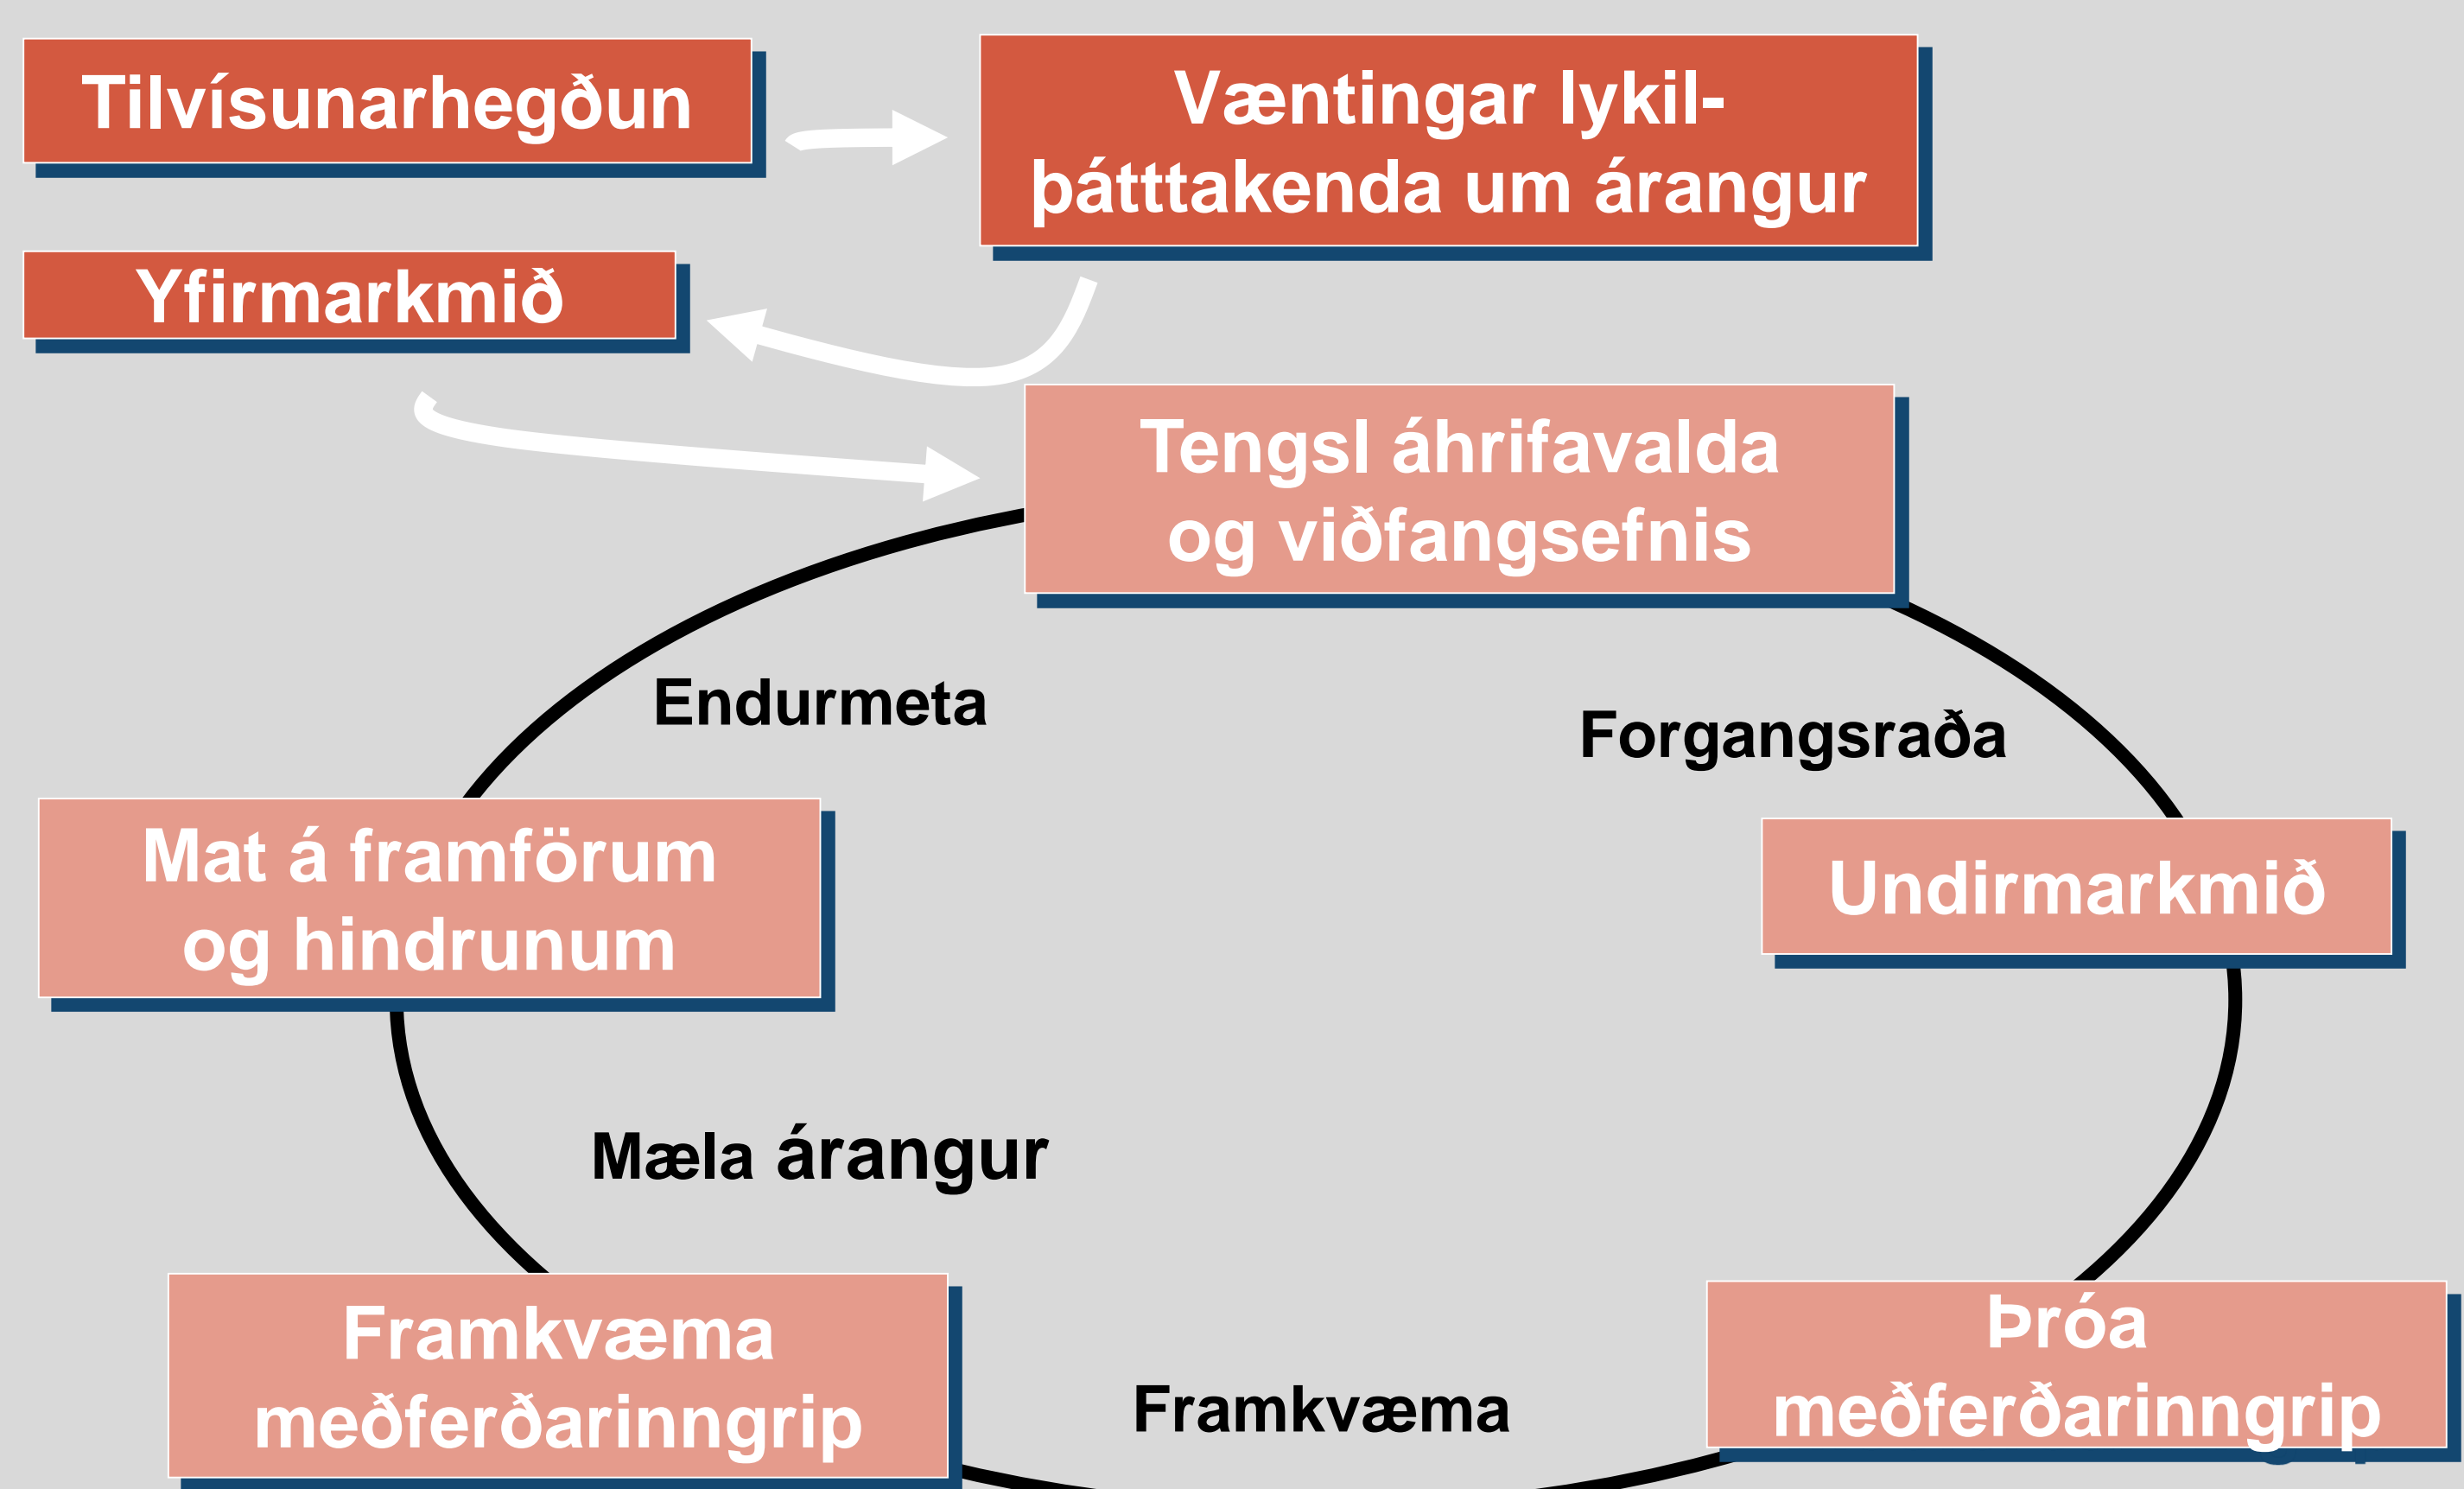 Tilvísunarhegðun
Væntingar lykil-
þátttakenda um árangur
Yfirmarkmið
Tengsl áhrifavalda
og viðfangsefnis
Endurmeta
Forgangsraða
Mat á framförum
og hindrunum
Undirmarkmið
Mæla árangur
Framkvæma
meðferðarinngrip
Framkvæma
Þróa
meðferðarinngrip